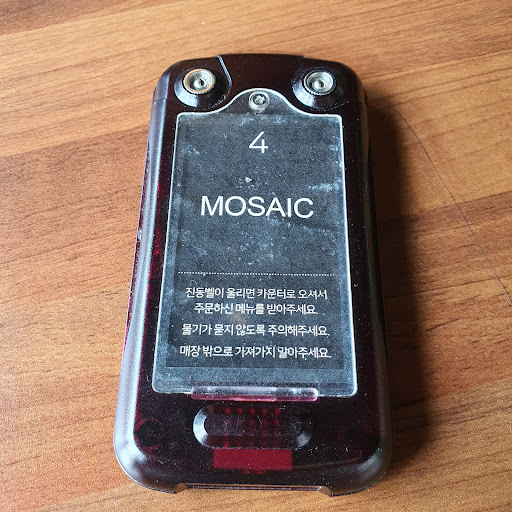 4
MOSAIC
진동벨이 울리면 카운터로 오셔서
주문하신 메뉴를 받아주세요.
물기가 묻지 않도록 주의해주세요.
매장 밖으로 가져가지 말아주세요.